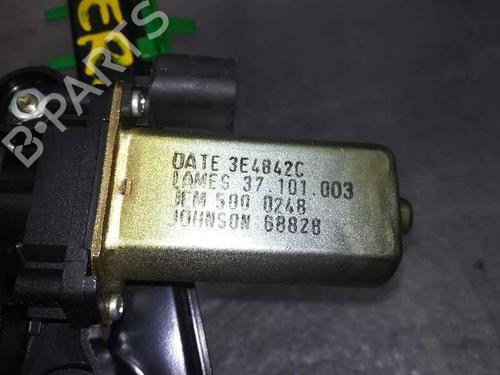 DATE 3E4842C
LAMES 37.101.003
JEM 500 0248
JOHNSON 68828
B-PARTS